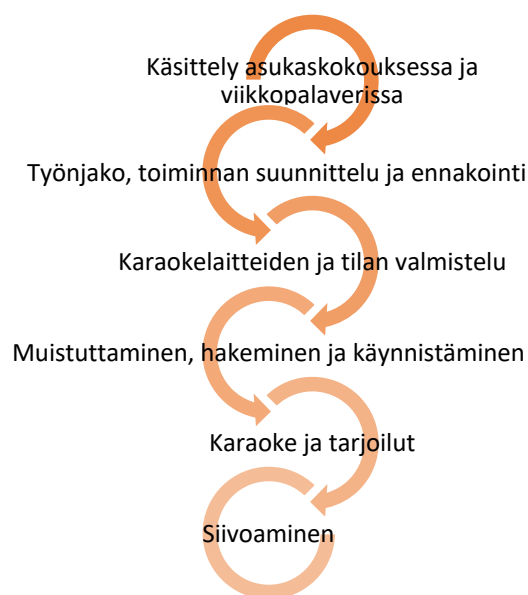 Käsittely asukaskokouksessa ja
viikkopalaverissa
Työnjako, toiminnan suunnittelu ja ennakointi
Karaokelaitteiden ja tilan valmistelu
Muistuttaminen, hakeminen ja käynnistäminen
Karaoke ja tarjoilut
Siivoaminen